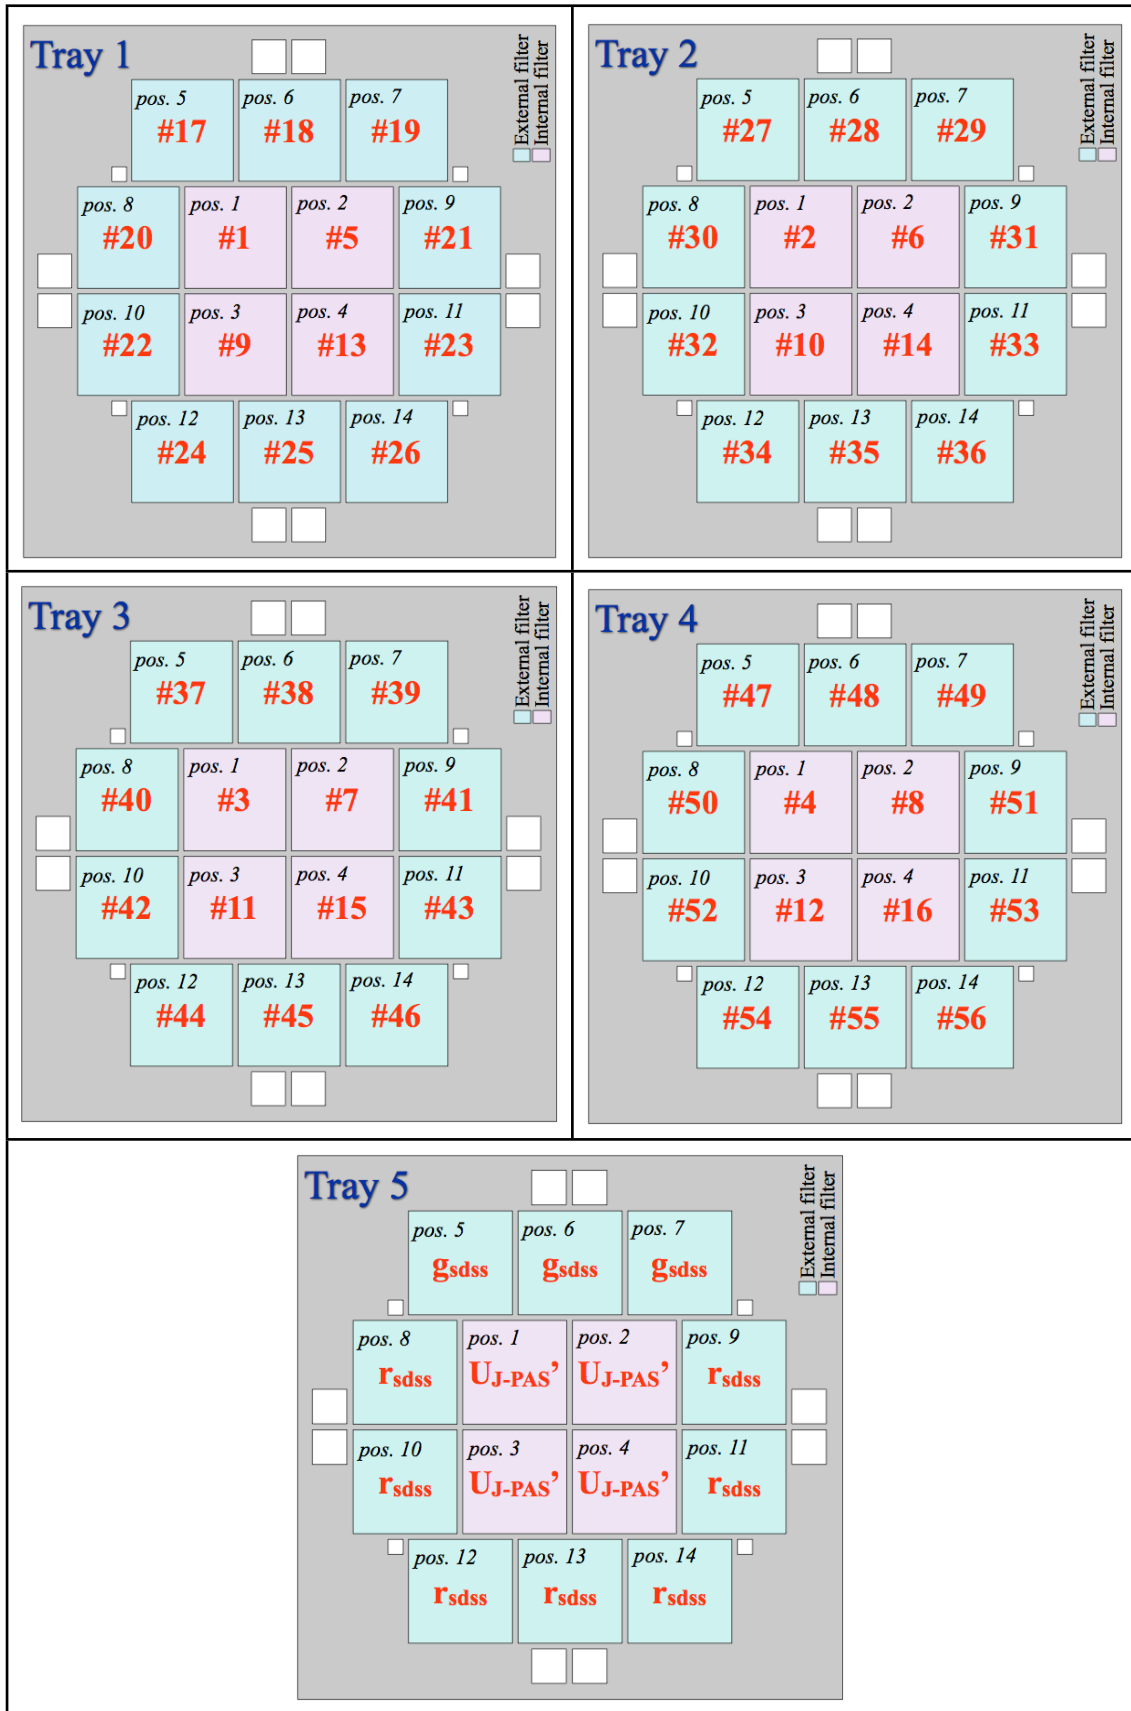 Tray 1
External filter
Internal filter
pos. 5 pos. 6 pos. 7
#17 #18 #19
pos. 8 pos. 1 pos. 2 pos. 9
#20 #1 #5 #21
pos. 10 pos. 3 pos. 4 pos. 11
#22 #9 #13 #23
pos. 12 pos. 13 pos. 14
#24 #25 #26
Tray 2
External filter
Internal filter
pos. 5 pos. 6 pos. 7
#27 #28 #29
pos. 8 pos. 1 pos. 2 pos. 9
#30 #2 #6 #31
pos. 10 pos. 3 pos. 4 pos. 11
#32 #10 #14 #33
pos. 12 pos. 13 pos. 14
#34 #35 #36
Tray 3
External filter
Internal filter
pos. 5 pos. 6 pos. 7
#37 #38 #39
pos. 8 pos. 1 pos. 2 pos. 9
#40 #3 #7 #41
pos. 10 pos. 3 pos. 4 pos. 11
#42 #11 #15 #43
pos. 12 pos. 13 pos. 14
#44 #45 #46
Tray 4
External filter
Internal filter
pos. 5 pos. 6 pos. 7
#47 #48 #49
pos. 8 pos. 1 pos. 2 pos. 9
#50 #4 #8 #51
pos. 10 pos. 3 pos. 4 pos. 11
#52 #12 #16 #53
pos. 12 pos. 13 pos. 14
#54 #55 #56
Tray 5
External filter
Internal filter
pos. 5 pos. 6 pos. 7
gsdss gsdss gsdss
pos. 8 pos. 1 pos. 2 pos. 9
rsdss UJ-PAS’ UJ-PAS’ rsdss
pos. 10 pos. 3 pos. 4 pos. 11
rsdss UJ-PAS’ UJ-PAS’ rsdss
pos. 12 pos. 13 pos. 14
rsdss rsdss rsdss